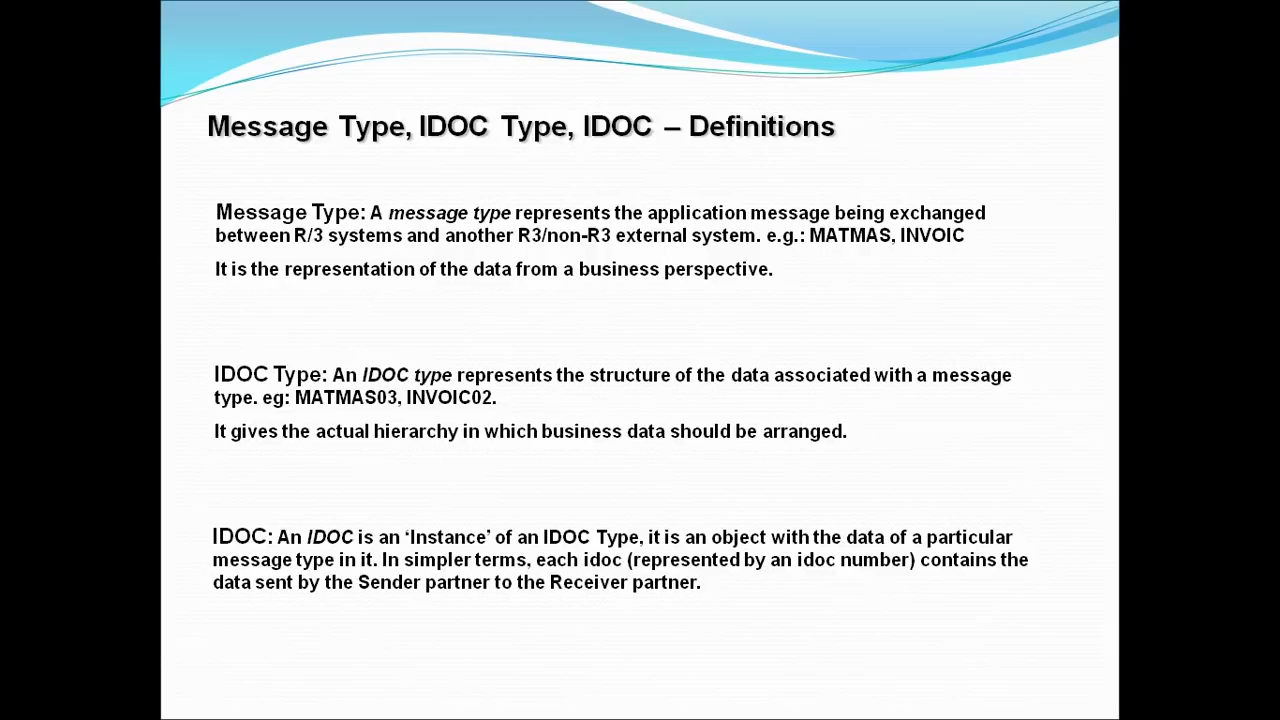 Message Type, IDOC Type, IDOC – Definitions
Message Type: A message type represents the application message being exchanged
between R/3 systems and another R3/non-R3 external system. e.g.: MATMAS, INVOIC
It is the representation of the data from a business perspective.
IDOC Type: An IDOC type represents the structure of the data associated with a message
type. eg: MATMAS03, INVOIC02.
It gives the actual hierarchy in which business data should be arranged.
IDOC: An IDOC is an ‘Instance’ of an IDOC Type, it is an object with the data of a particular
message type in it. In simpler terms, each idoc (represented by an idoc number) contains the
data sent by the Sender partner to the Receiver partner.